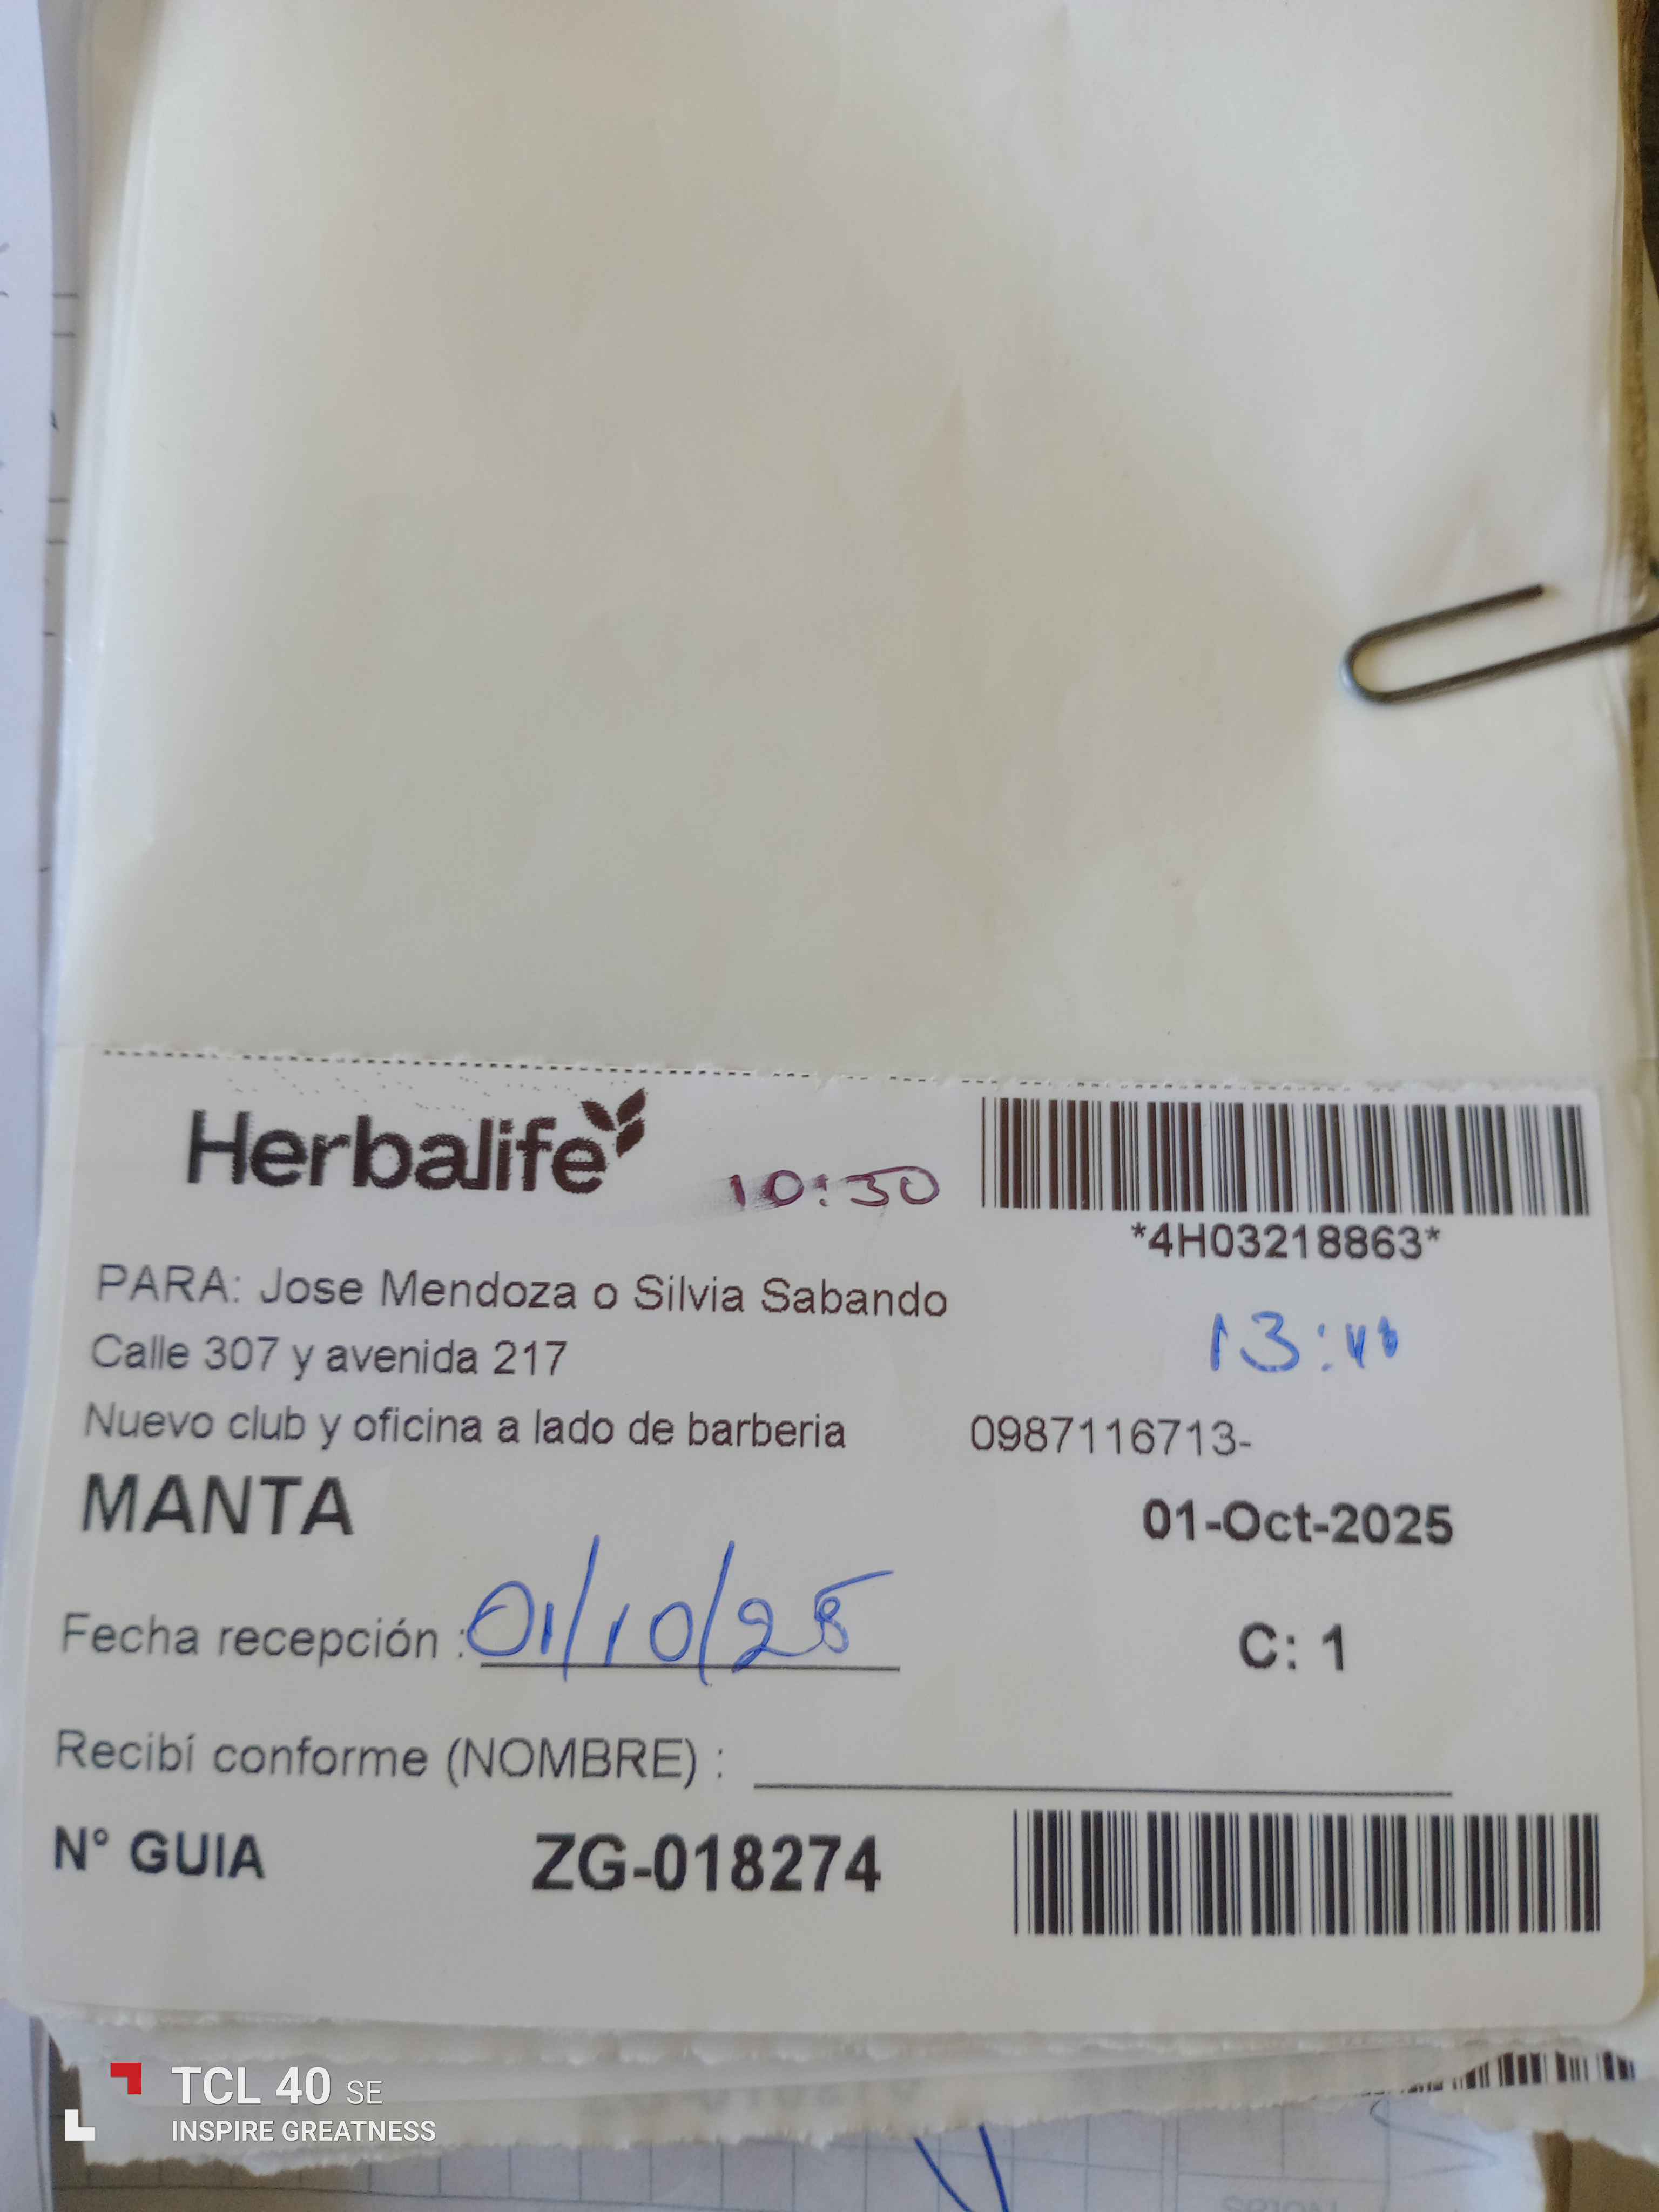 Herbalife
10:30
*4H03218863*
PARA: Jose Mendoza o Silvia Sabando
Calle 307 y avenida 217
13:
Nuevo club y oficina a lado de barberia 0987116713-
MANTA
01-Oct-2025
Fecha recepción : 01/10/25
C: 1
Recibí conforme (NOMBRE) :
N° GUIA ZG-018274
TCL 40 SE
INSPIRE GREATNESS